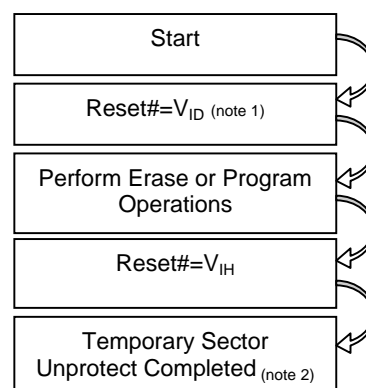 Start
Reset#=VID (note 1)
Perform Erase or Program
Operations
Reset#=VIH
Temporary Sector
Unprotect Completed (note 2)